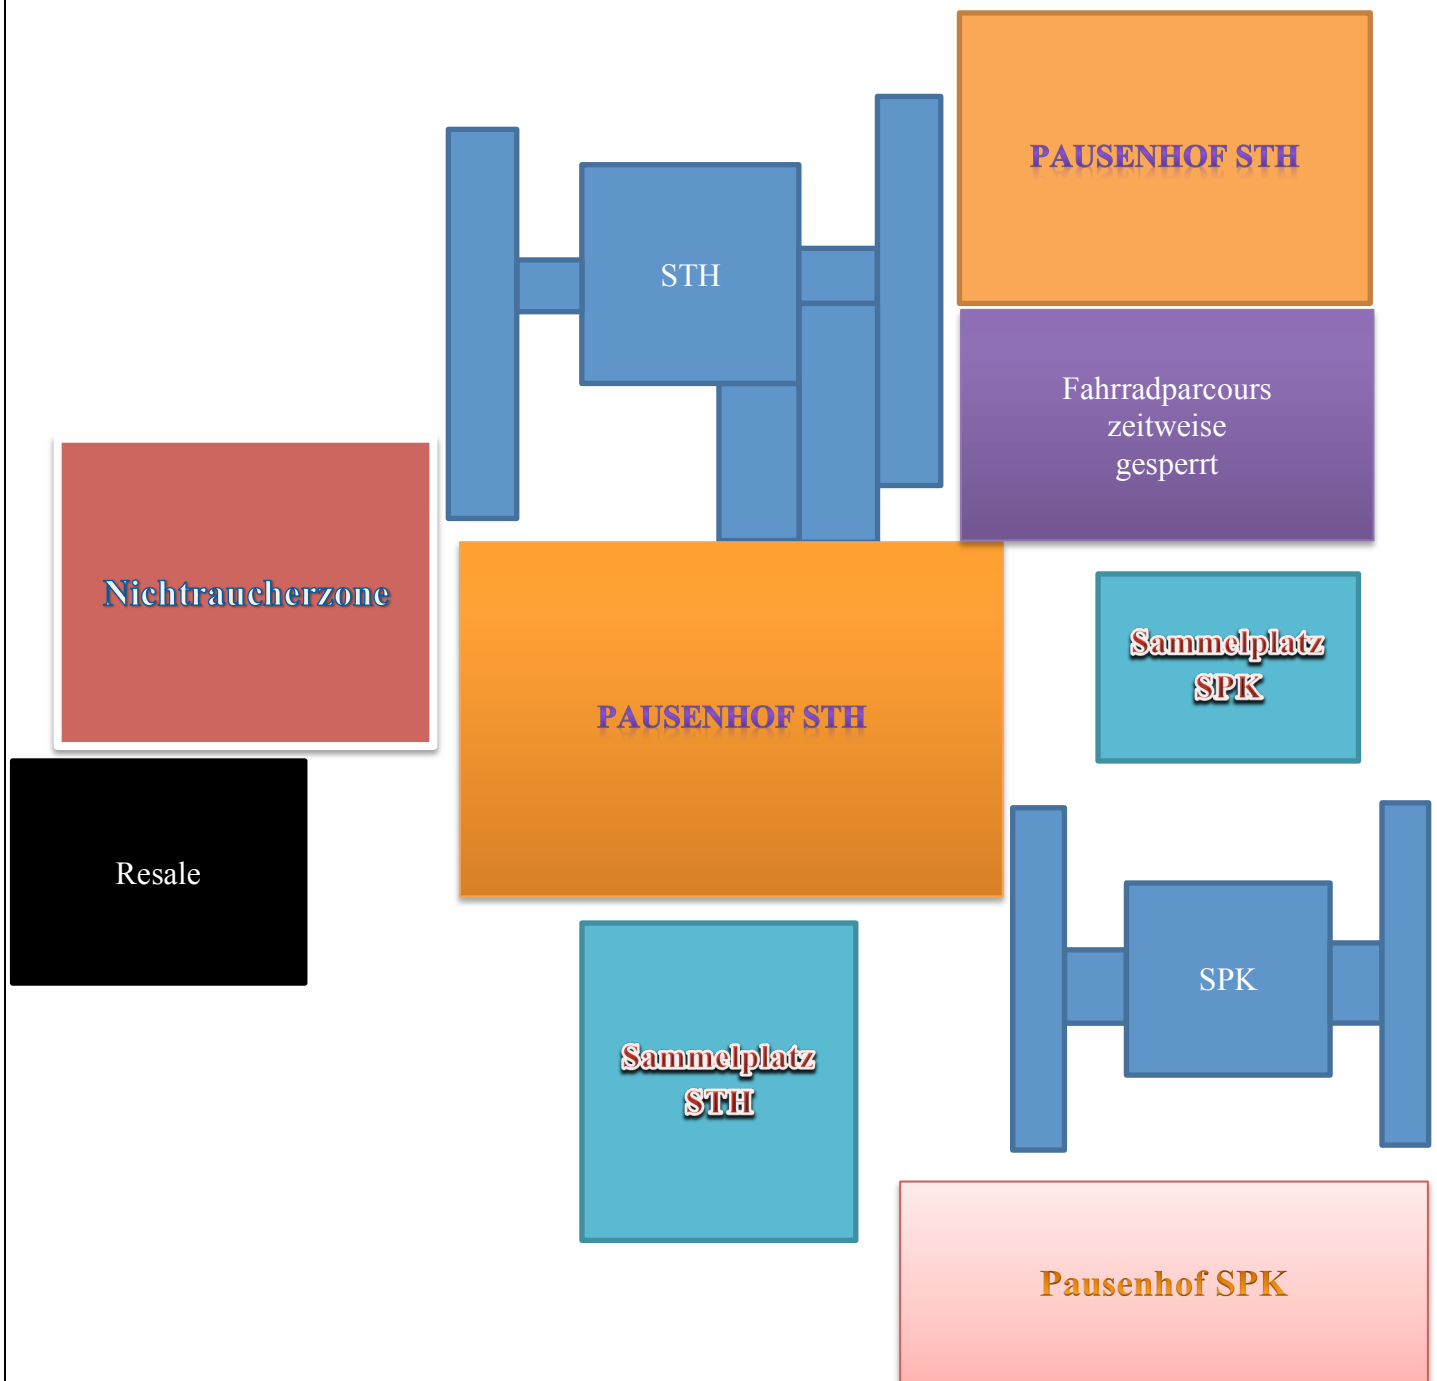 PAUSENHOF STH
STH
Fahrradparcours
zeitweise
gesperrt
Nichtraucherzone
Sammelplatz
SPK
PAUSENHOF STH
Resale
SPK
Sammelplatz
STH
Pausenhof SPK